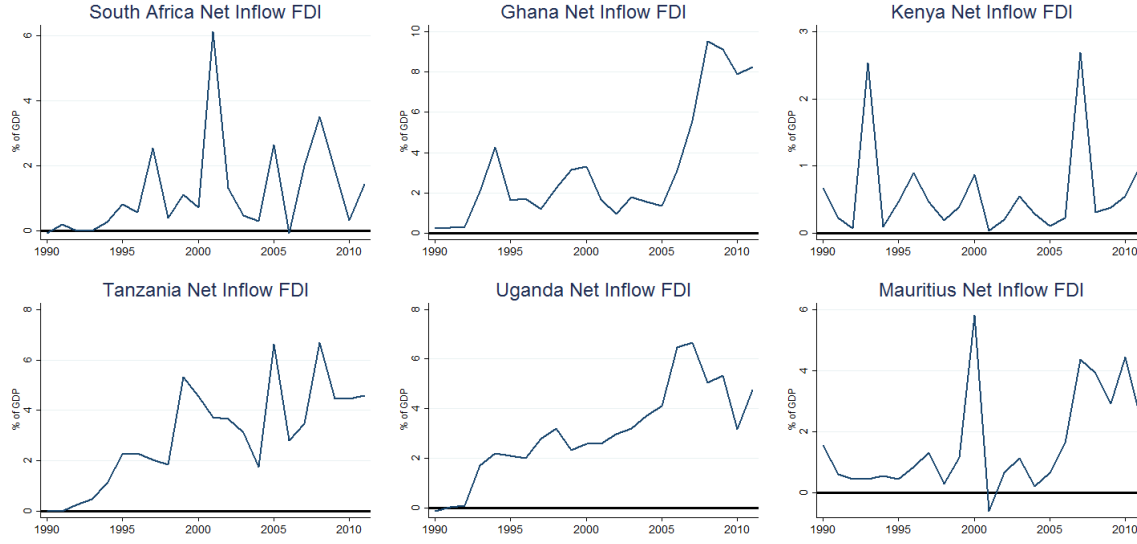 South Africa Net Inflow FDI
% of GDP
6
4
2
0
1990 1995 2000 2005 2010
Ghana Net Inflow FDI
% of GDP
10
8
6
4
2
0
1990 1995 2000 2005 2010
Kenya Net Inflow FDI
% of GDP
3
2
1
0
1990 1995 2000 2005 2010
Tanzania Net Inflow FDI
% of GDP
8
6
4
2
0
1990 1995 2000 2005 2010
Uganda Net Inflow FDI
% of GDP
8
6
4
2
0
1990 1995 2000 2005 2010
Mauritius Net Inflow FDI
% of GDP
6
4
2
0
1990 1995 2000 2005 2010